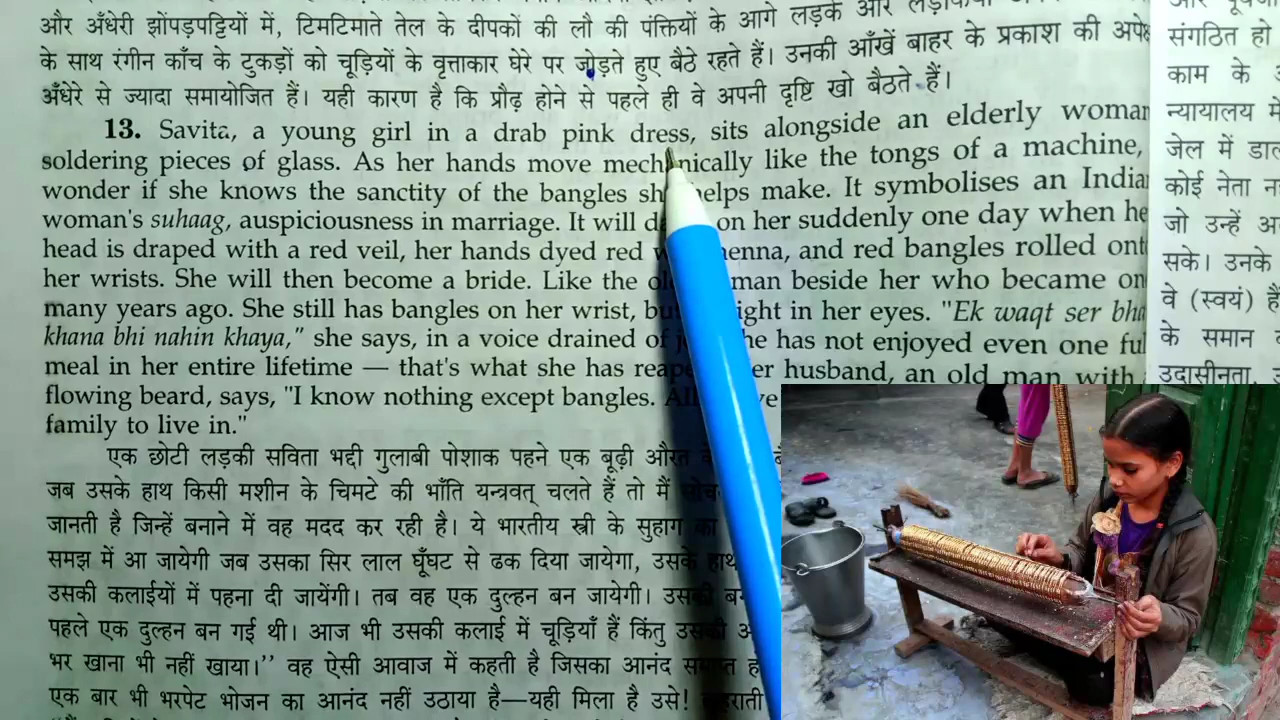 और अँधेरी झोंपड़पट्टियों में, टिमटिमाते तेल के दीपकों की लौ की पंक्तियों के आगे लड़के और
के साथ रंगीन काँच के टुकड़ों को चूड़ियों के वृत्ताकार घेरे पर जोड़ते हुए बैठे रहते हैं। उनकी आँखें बाहर के प्रकाश की
अँधेरे से ज्यादा समायोजित हैं। यही कारण है कि प्रौढ़ होने से पहले ही वे अपनी दृष्टि खो बैठते हैं।
13. Savita, a young girl in a drab pink dress, sits alongside an elderly woman
soldering pieces of glass. As her hands move mechanically like the tongs of a machine,
wonder if she knows the sanctity of the bangles she helps make. It symbolises an India
woman's suhaag, auspiciousness in marriage. It will on her suddenly one day when he
head is draped with a red veil, her hands dyed red henna, and red bangles rolled ont
her wrists. She will then become a bride. Like the man beside her who became on
many years ago. She still has bangles on her wrist, ight in her eyes. "Ek waqt ser bha
khana bhi nahin khaya," she says, in a voice drained of he has not enjoyed even one ful
meal in her entire lifetime — that's what she has er husband, an old man with
flowing beard, says, "I know nothing except bangles. All ve
family to live in."
एक छोटी लड़की सविता भद्दी गुलाबी पोशाक पहने एक बूढ़ी औरत
जब उसके हाथ किसी मशीन के चिमटे की भाँति यन्त्रवत् चलते हैं तो मैं
जानती है जिन्हें बनाने में वह मदद कर रही है। ये भारतीय स्त्री के सुहाग का
समझ में आ जायेगी जब उसका सिर लाल घूँघट से ढक दिया जायेगा, उसके हाथ
उसकी कलाईयों में पहना दी जायेंगी। तब वह एक दुल्हन बन जायेगी।
पहले एक दुल्हन बन गई थी। आज भी उसकी कलाई में चूड़ियाँ हैं किंतु
भर खाना भी नहीं खाया।'' वह ऐसी आवाज में कहती है जिसका आनंद
एक बार भी भरपेट भोजन का आनंद नहीं उठाया है—यही मिला है उसे!
संगठित हो
काम के
न्यायालय में
जेल में
कोई नेता
जो उन्हें
सके। उनके
वे (स्वयं) हैं
के समान
उदासीनता